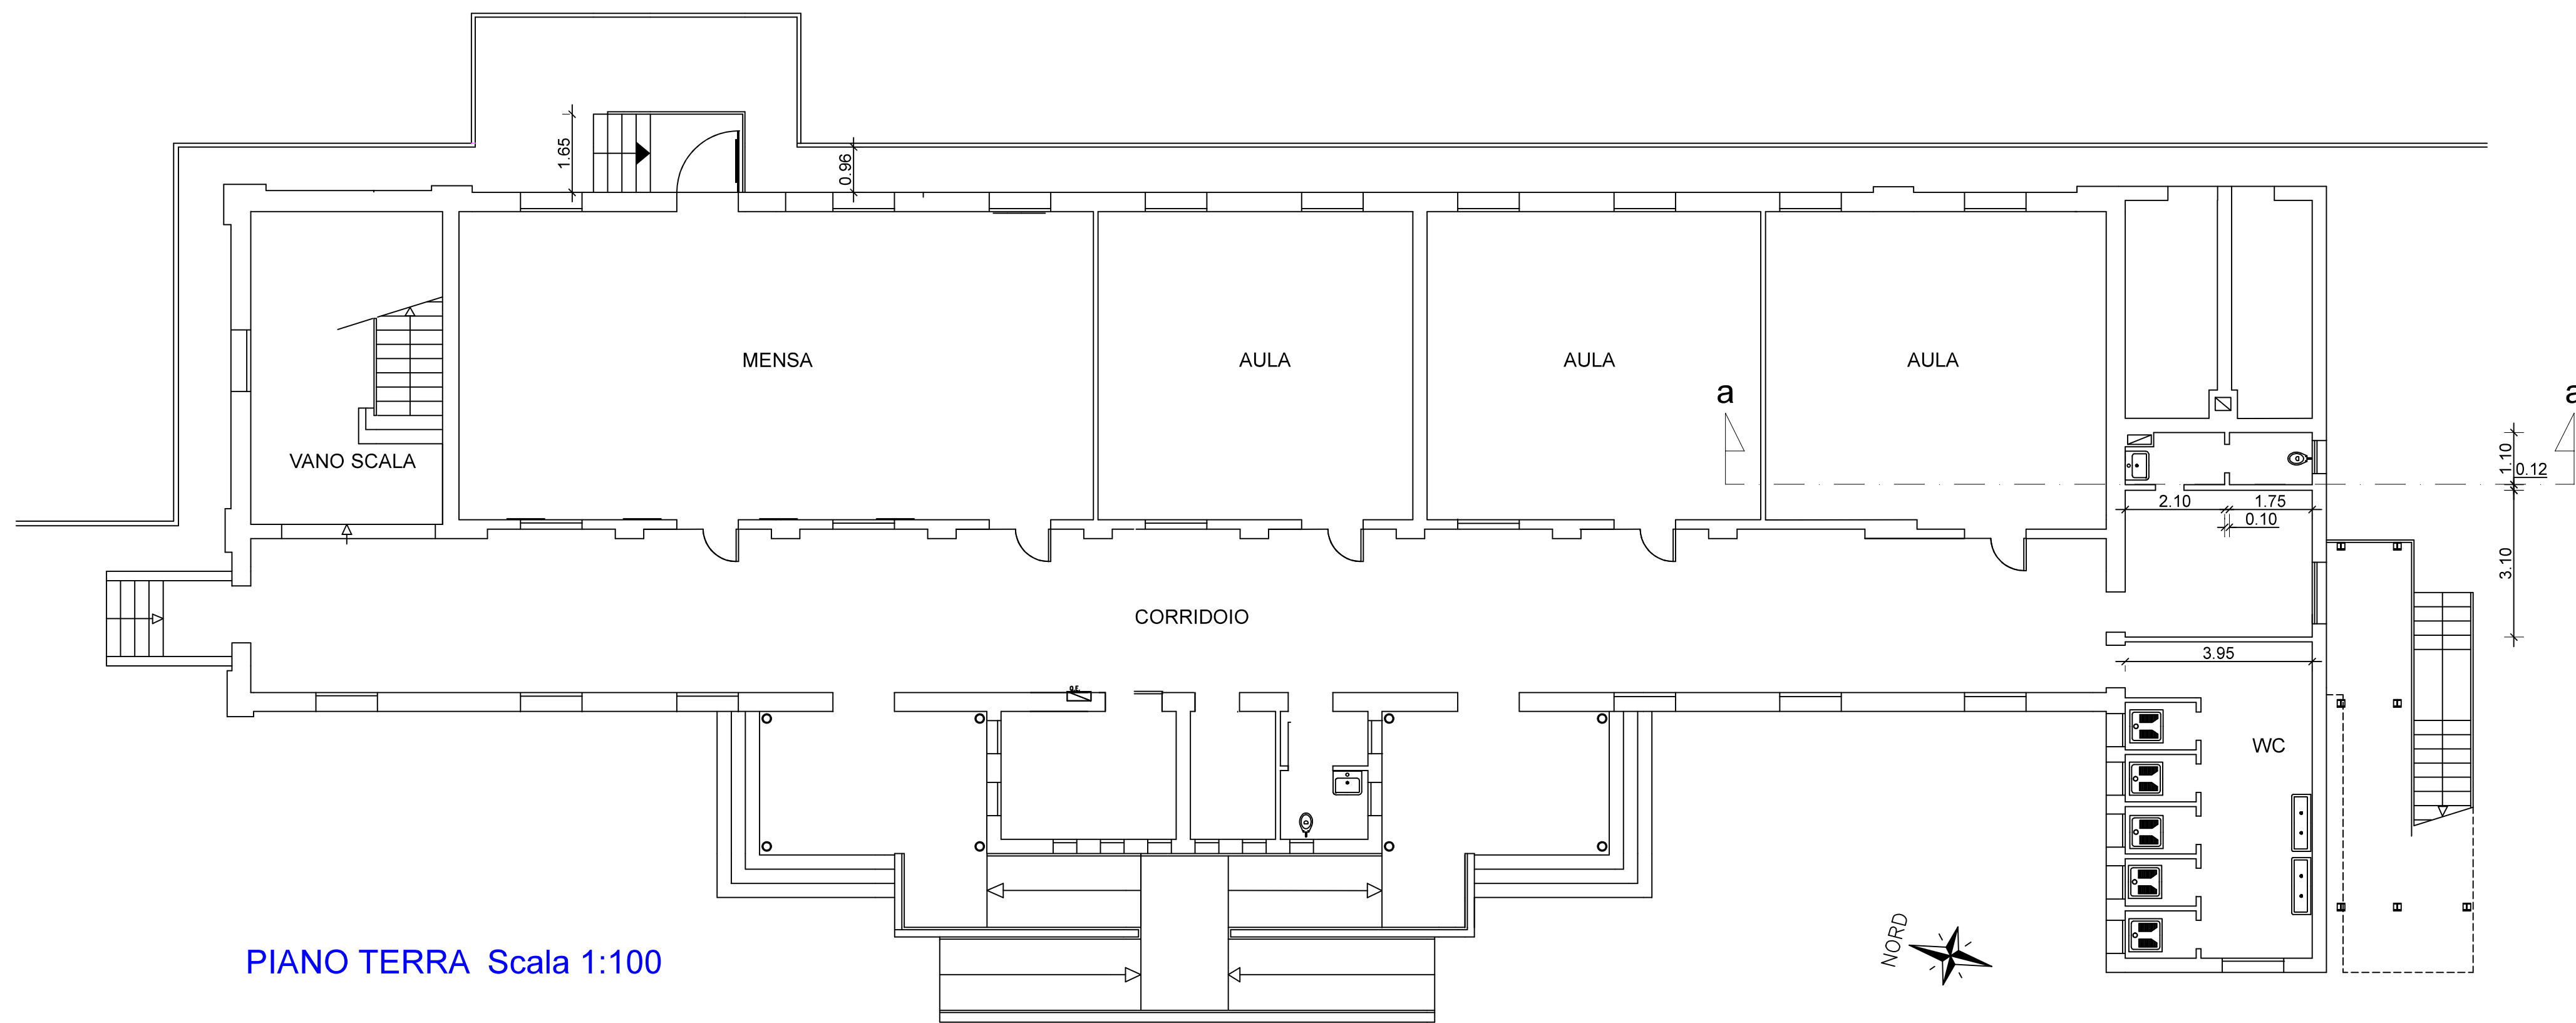 1.65
0.96
MENSA
AULA
AULA
AULA
a
a
VANO SCALA
1.10
0.12
2.10
1.75
0.10
3.10
CORRIDOIO
3.95
Q.E.
WC
NORD
PIANO TERRA  Scala 1:100